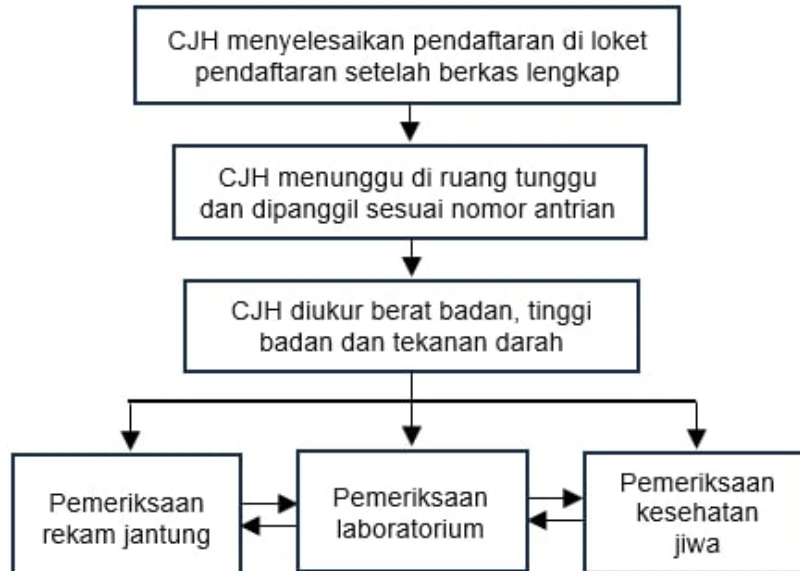 CJH menyelesaikan pendaftaran di loket
pendaftaran setelah berkas lengkap
CJH menunggu di ruang tunggu
dan dipanggil sesuai nomor antrian
CJH diukur berat badan, tinggi
badan dan tekanan darah
Pemeriksaan
rekam jantung
Pemeriksaan
laboratorium
Pemeriksaan
kesehatan
jiwa